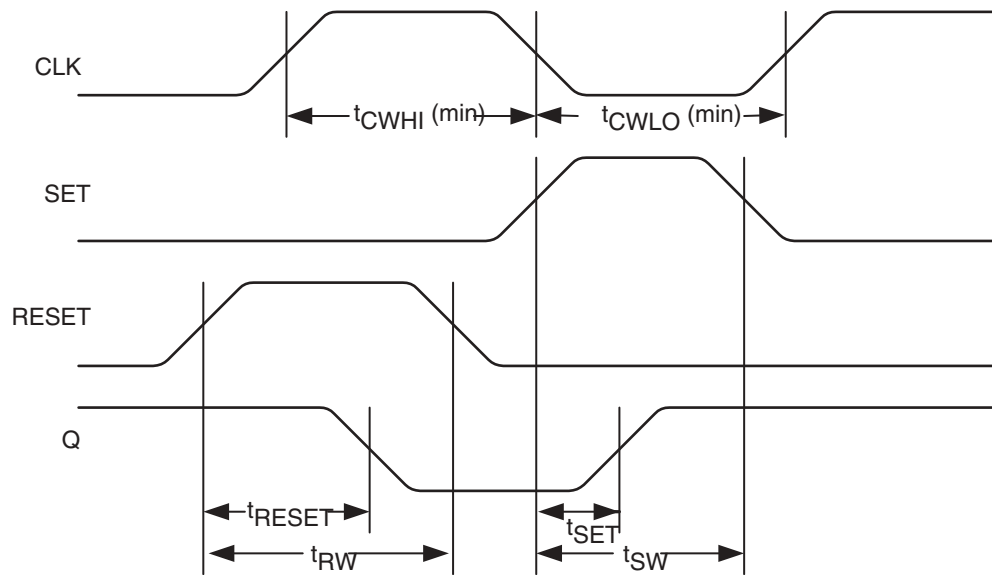 CLK
tCWHI (min)
tCWLO (min)
SET
RESET
Q
tRESET
tSET
tRW
tSW